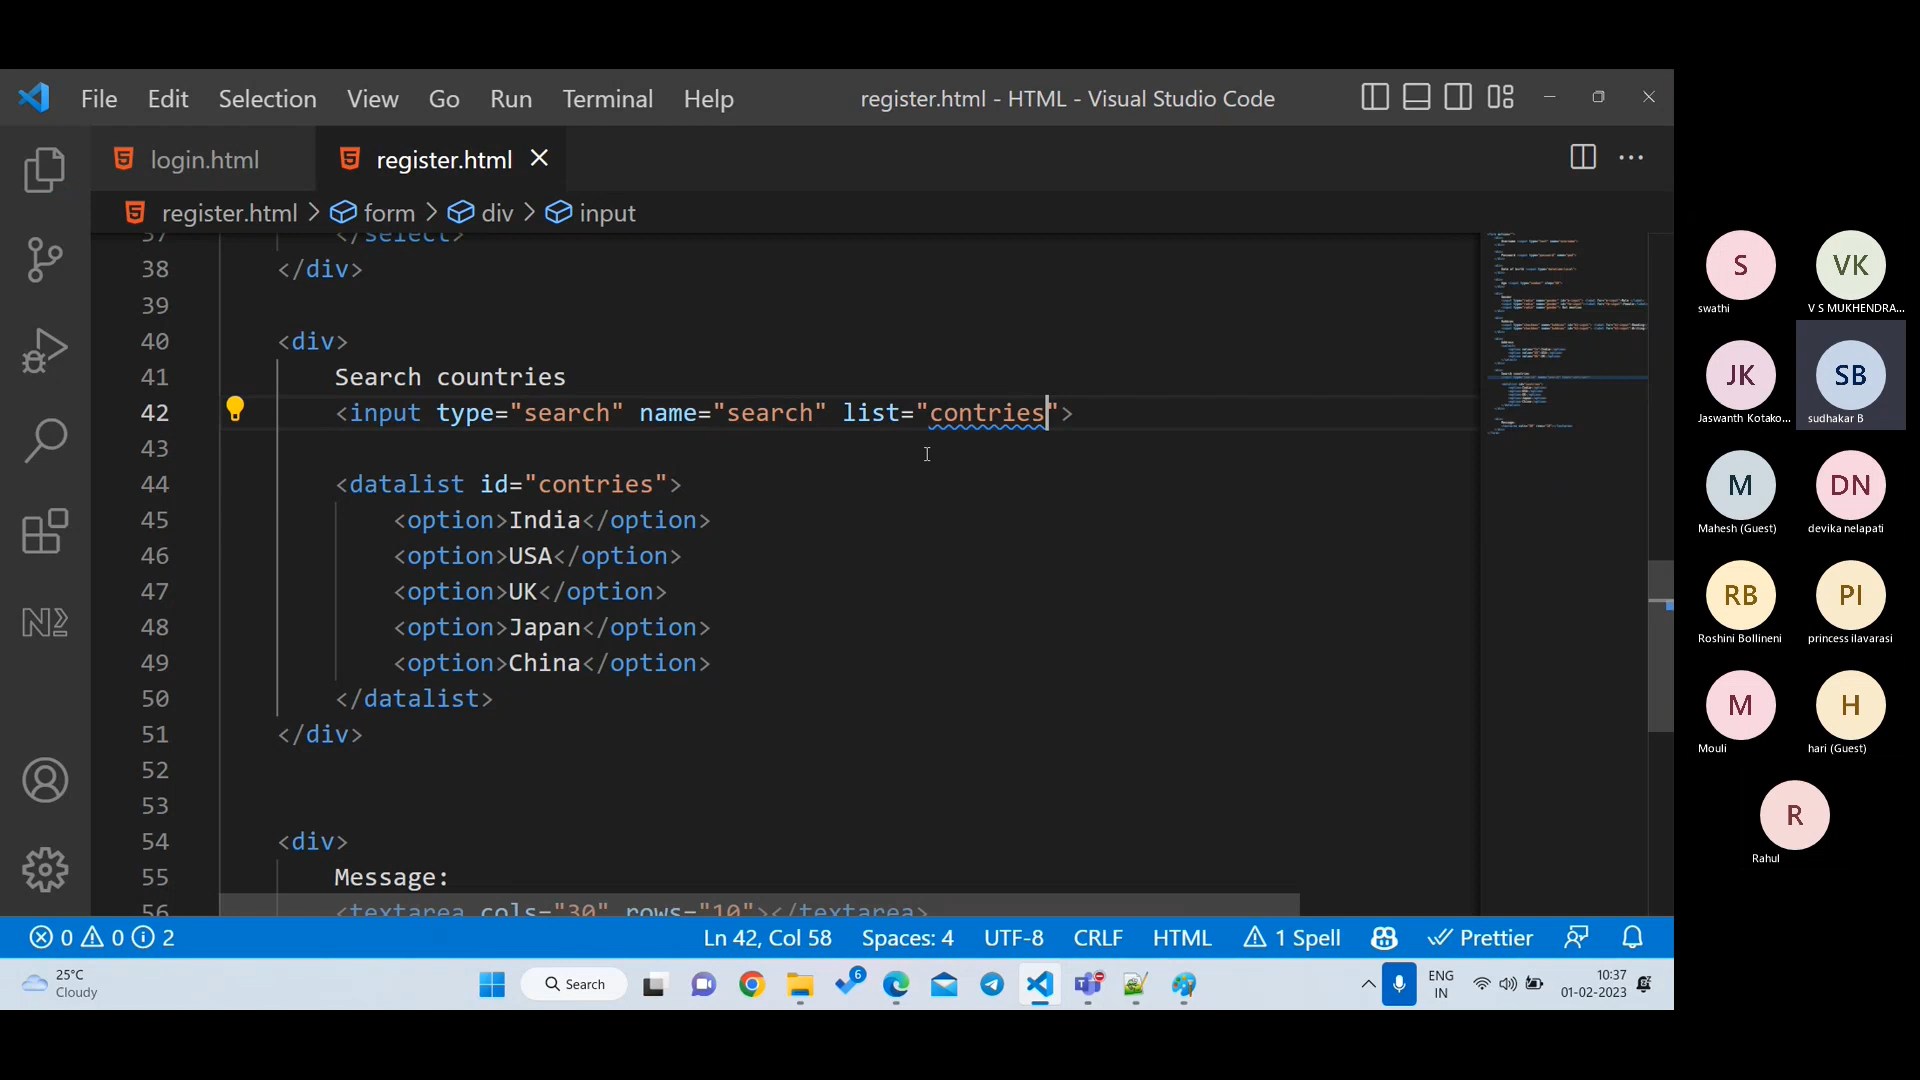 File Edit Selection View Go Run Terminal Help register.html - HTML - Visual Studio Code
login.html register.html
register.html > form > div > input
37 </select>
38 </div>
39
40 <div>
41 Search countries
42 <input type="search" name="search" list="contries">
43
44 <datalist id="contries">
45 <option>India</option>
46 <option>USA</option>
47 <option>UK</option>
48 <option>Japan</option>
49 <option>China</option>
50 </datalist>
51 </div>
52
53
54 <div>
55 Message:
56 <textarea cols="30" rows="10"></textarea>
0 0 2 Ln 42, Col 58 Spaces: 4 UTF-8 CRLF HTML 1 Spell Prettier
25°C
Cloudy
Search
6
ENG
IN
10:37
01-02-2023
S VK
swathi V S MUKHENDRA...
JK SB
Jaswanth Kotako... sudhakar B
M DN
Mahesh (Guest) devika nelapati
RB PI
Roshini Bollineni princess ilavarasi
M H
Mouli hari (Guest)
R
Rahul